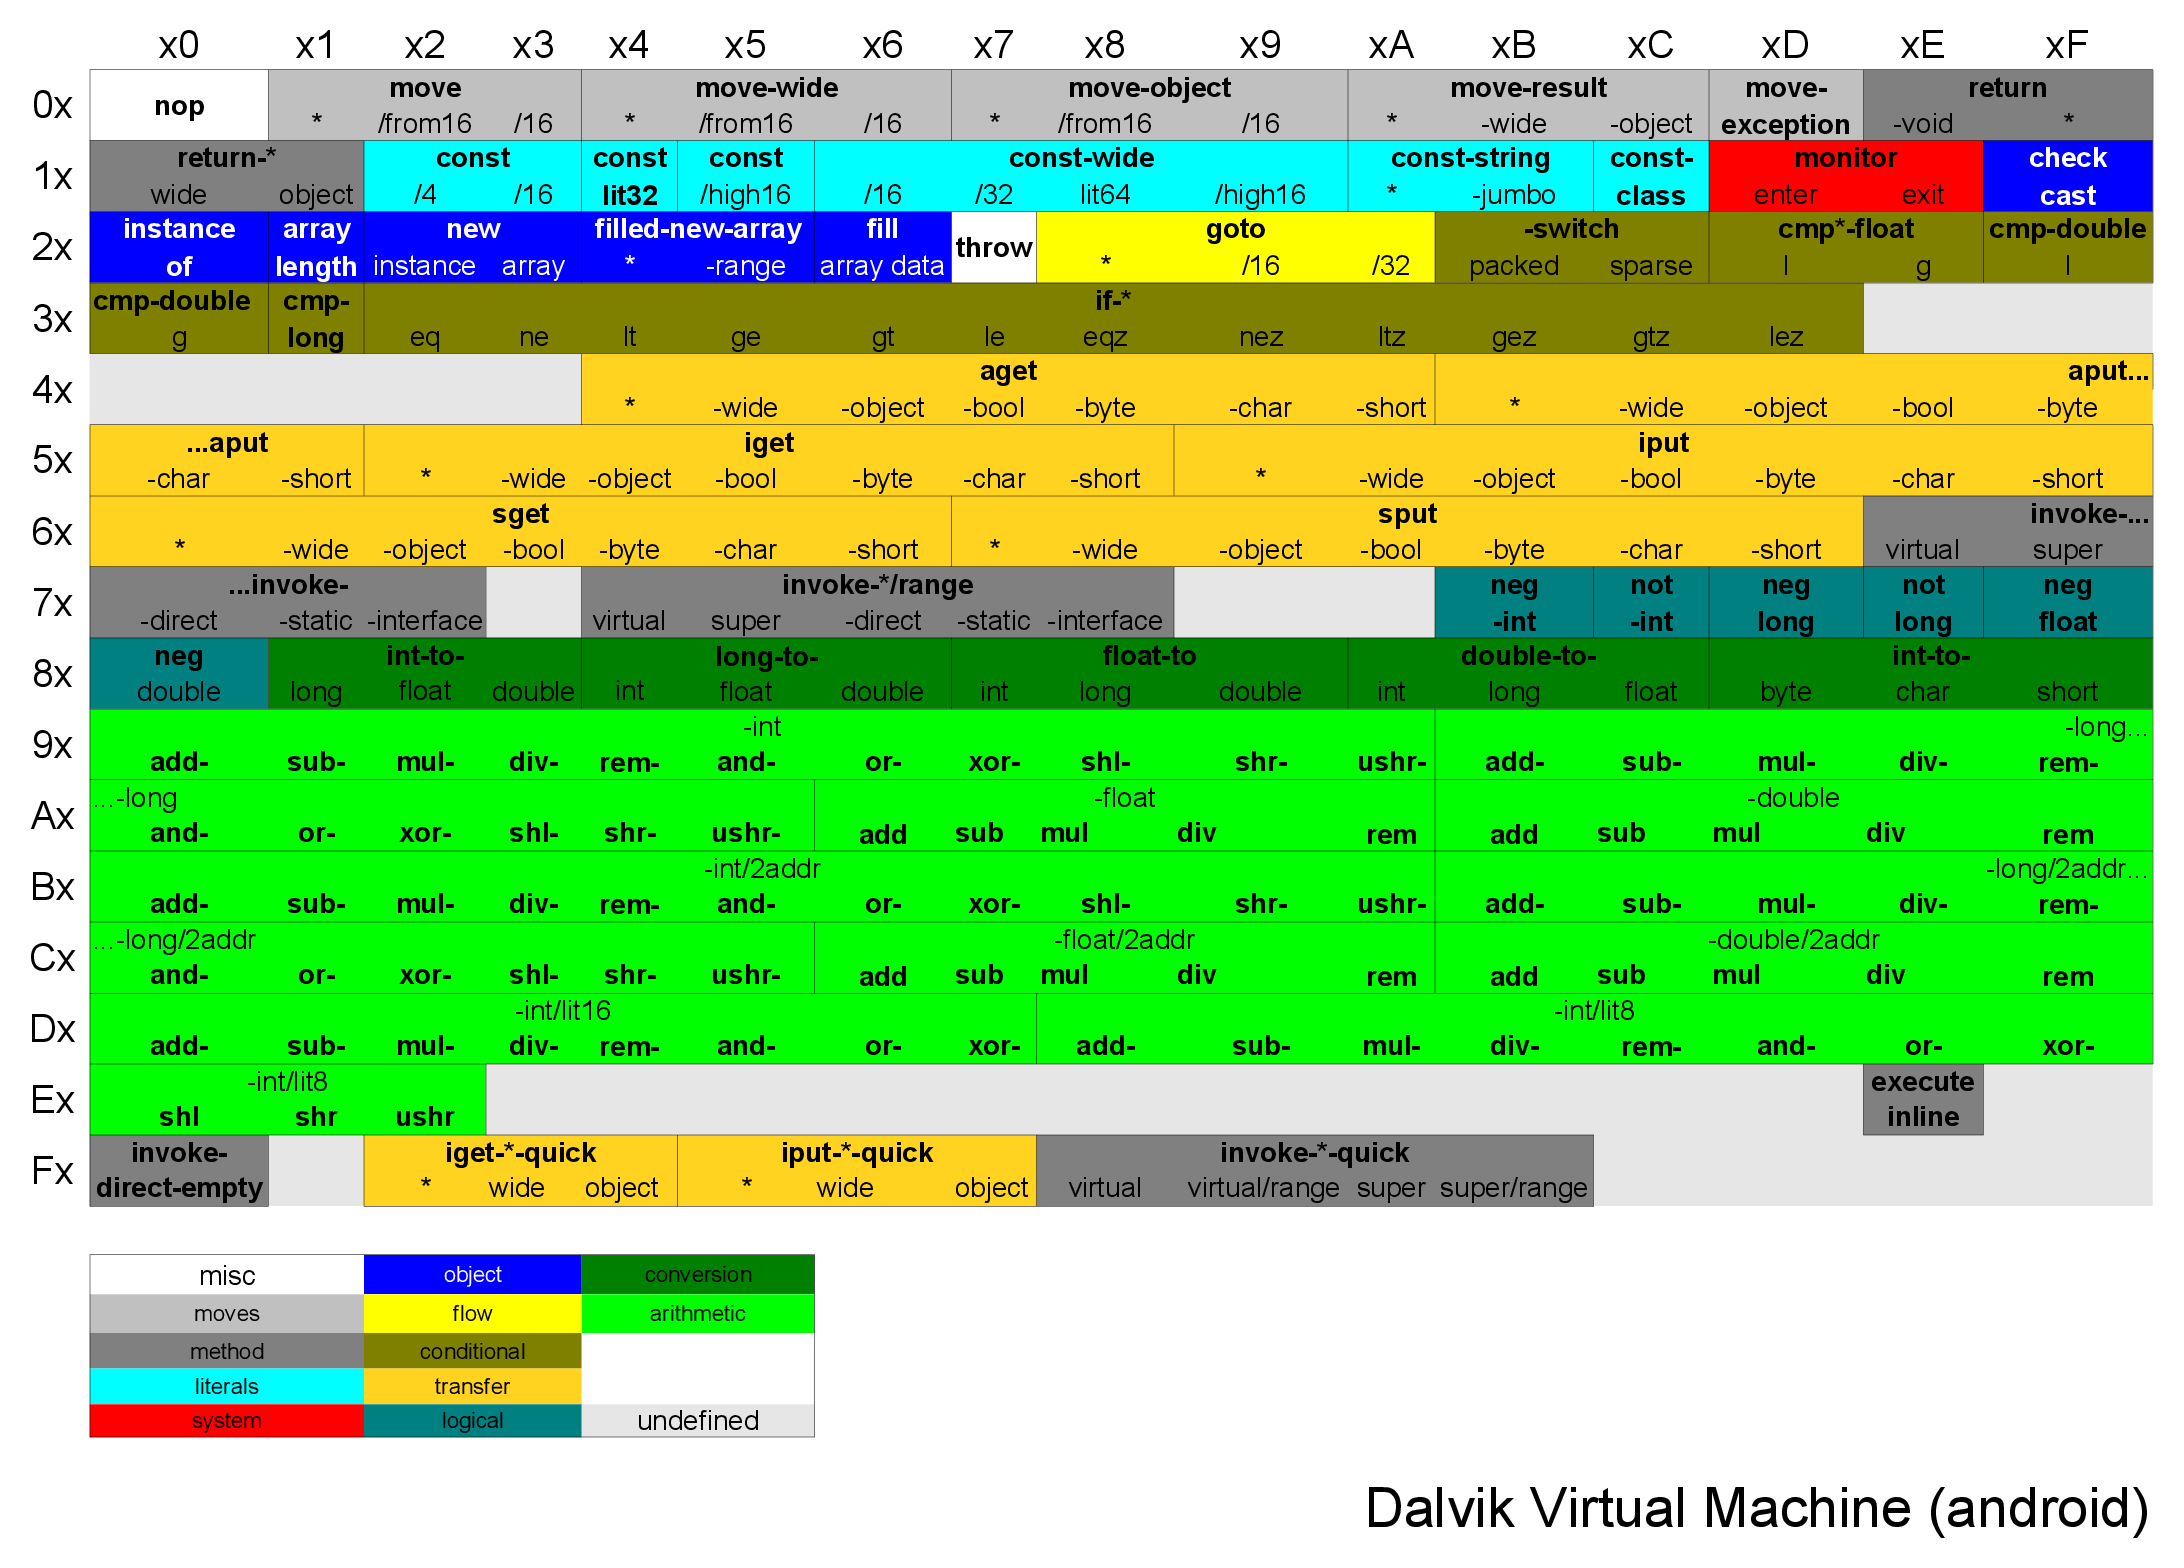 x0 x1 x2 x3 x4 x5 x6 x7 x8 x9 xA xB xC xD xE xF
0x nop move move-wide move-object move-result move- return
* /from16 /16 * /from16 /16 * /from16 /16 * -wide -object exception -void *
1x return-* const const const const-wide const-string const- monitor check
wide object /4 /16 lit32 /high16 /16 /32 lit64 /high16 * -jumbo class enter exit cast
2x instance array new filled-new-array fill throw goto -switch cmp*-float cmp-double
of length instance array * -range array data * /16 /32 packed sparse l g l
3x cmp-double cmp- if-*
g long eq ne lt ge gt le eqz nez ltz gez gtz lez
4x aget aput...
* -wide -object -bool -byte -char -short * -wide -object -bool -byte
5x ...aput iget iput
-char -short * -wide -object -bool -byte -char -short * -wide -object -bool -byte -char -short
6x sget sput invoke-...
* -wide -object -bool -byte -char -short * -wide -object -bool -byte -char -short virtual super
7x ...invoke- invoke-*/range neg not neg not neg
-direct -static -interface virtual super -direct -static -interface -int -int long long float
8x neg int-to- long-to- float-to double-to- int-to-
double long float double int float double int long double int long float byte char short
9x -int -long...
add- sub- mul- div- rem- and- or- xor- shl- shr- ushr- add- sub- mul- div- rem-
Ax ...-long -float -double
and- or- xor- shl- shr- ushr- add sub mul div rem add sub mul div rem
Bx -int/2addr -long/2addr...
add- sub- mul- div- rem- and- or- xor- shl- shr- ushr- add- sub- mul- div- rem-
Cx ...-long/2addr -float/2addr -double/2addr
and- or- xor- shl- shr- ushr- add sub mul div rem add sub mul div rem
Dx -int/lit16 -int/lit8
add- sub- mul- div- rem- and- or- xor- add- sub- mul- div- rem- and- or- xor-
Ex -int/lit8 execute
shl shr ushr inline
Fx invoke- iget-*-quick iput-*-quick invoke-*-quick
direct-empty * wide object * wide object virtual virtual/range super super/range
misc object conversion
moves flow arithmetic
method conditional
literals transfer
system logical undefined
Dalvik Virtual Machine (android)